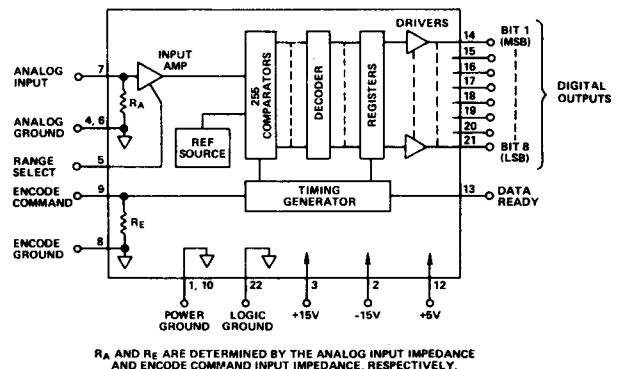 DRIVERS
14
BIT 1
(MSB)
15
16
17
18
19
20
21
BIT 8
(LSB)
DIGITAL
OUTPUTS
ANALOG
INPUT
7
INPUT
AMP
RA
ANALOG
GROUND
4, 6
RANGE
SELECT
5
REF
SOURCE
255
COMPARATORS
DECODER
REGISTERS
ENCODE
COMMAND
9
TIMING
GENERATOR
13
DATA
READY
RE
ENCODE
GROUND
8
1, 10
22
3
2
12
POWER
GROUND
LOGIC
GROUND
+15V
-15V
+5V
RA AND RE ARE DETERMINED BY THE ANALOG INPUT IMPEDANCE
AND ENCODE COMMAND INPUT IMPEDANCE, RESPECTIVELY.